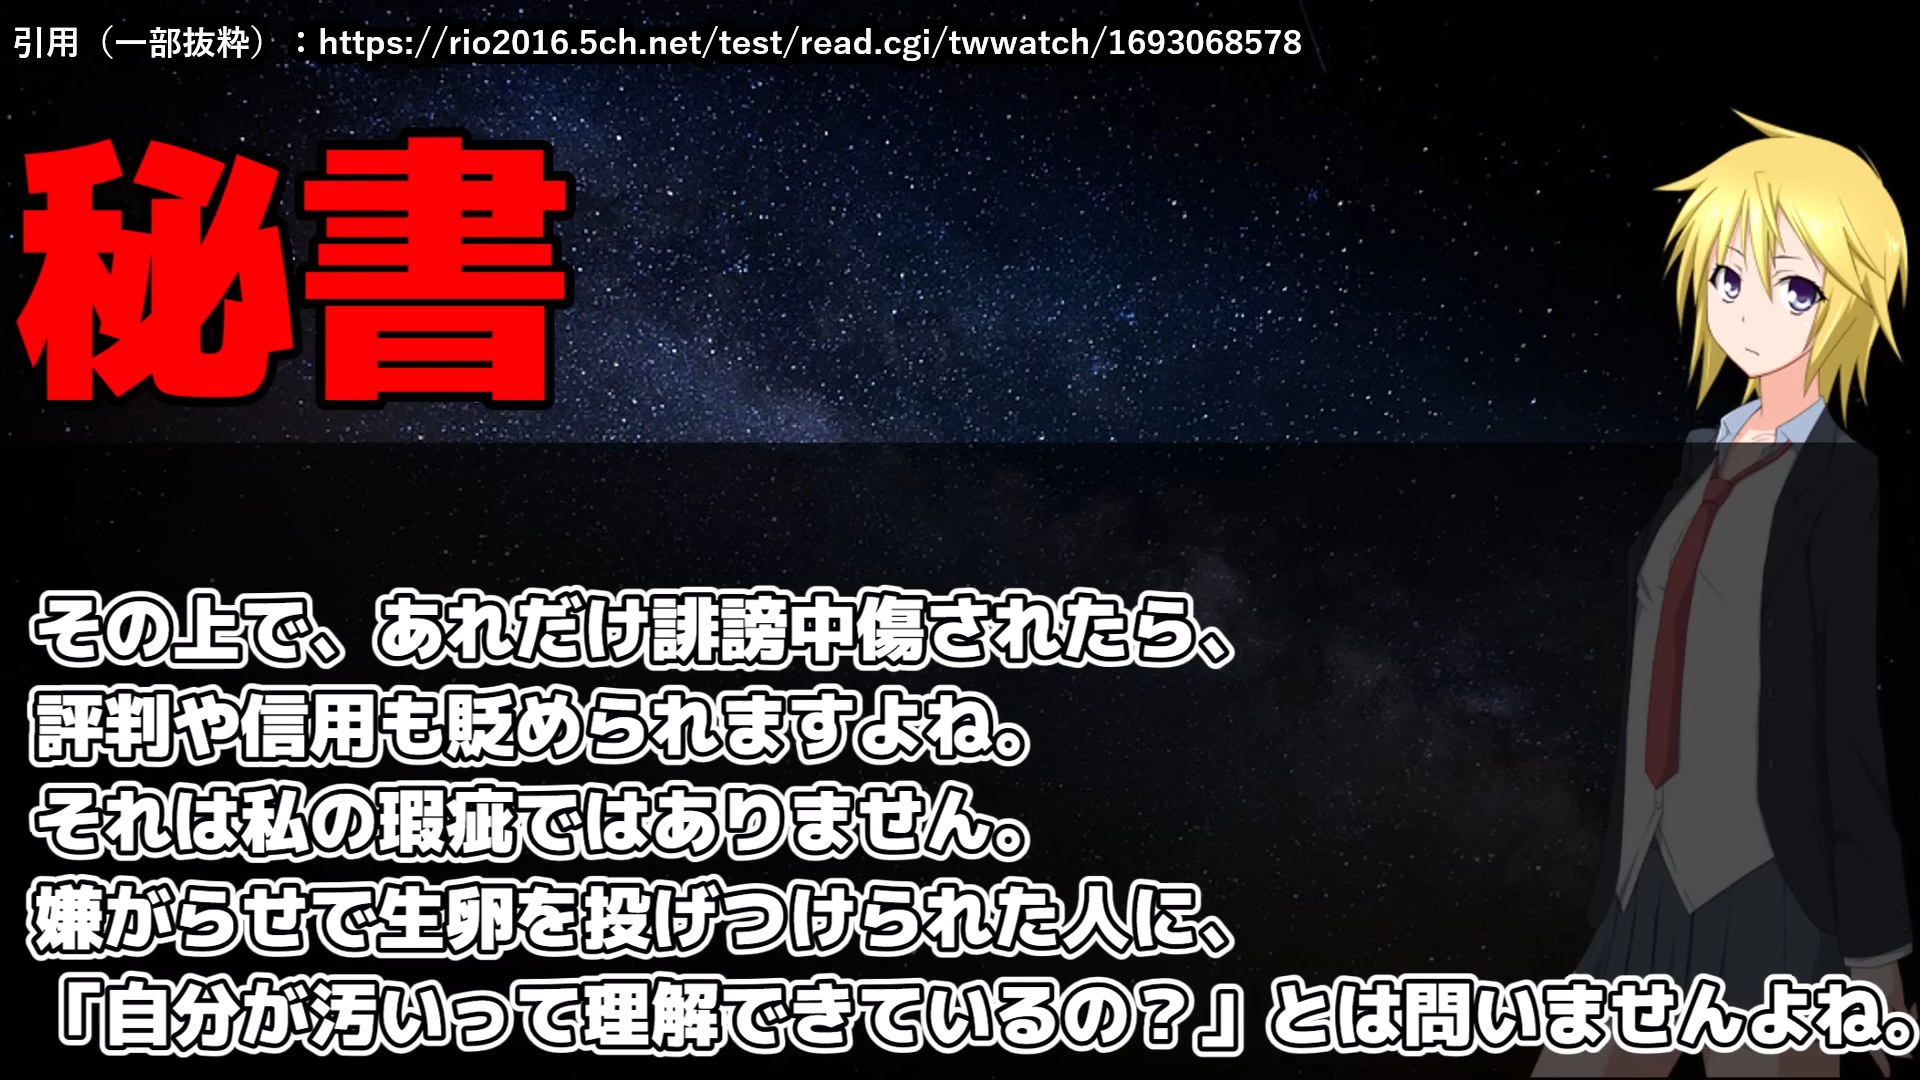 引用（一部抜粋）：https://rio2016.5ch.net/test/read.cgi/twwatch/1693068578
秘書
その上で、あれだけ誹謗中傷されたら、
評判や信用も貶められますよね。
それは私の瑕疵ではありません。
嫌がらせで生卵を投げつけられた人に、
「自分が汚いって理解できているの？」とは問いませんよね。